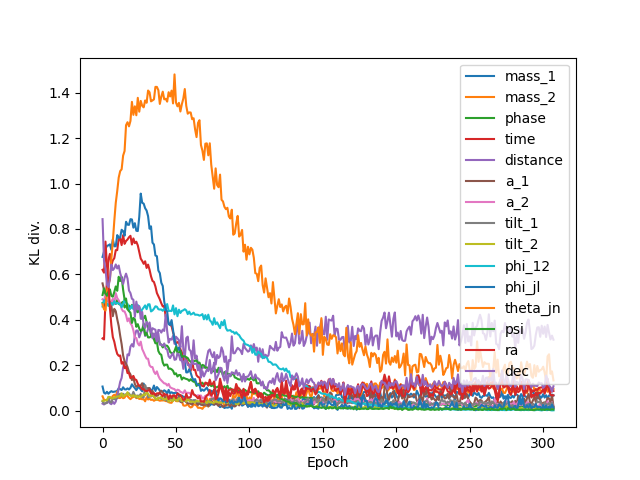 1.4
1.2
1.0
0.8
0.6
0.4
0.2
0.0
KL div.
0
50
100
150
200
250
300
Epoch
mass_1
mass_2
phase
time
distance
a_1
a_2
tilt_1
tilt_2
phi_12
phi_jl
theta_jn
psi
ra
dec